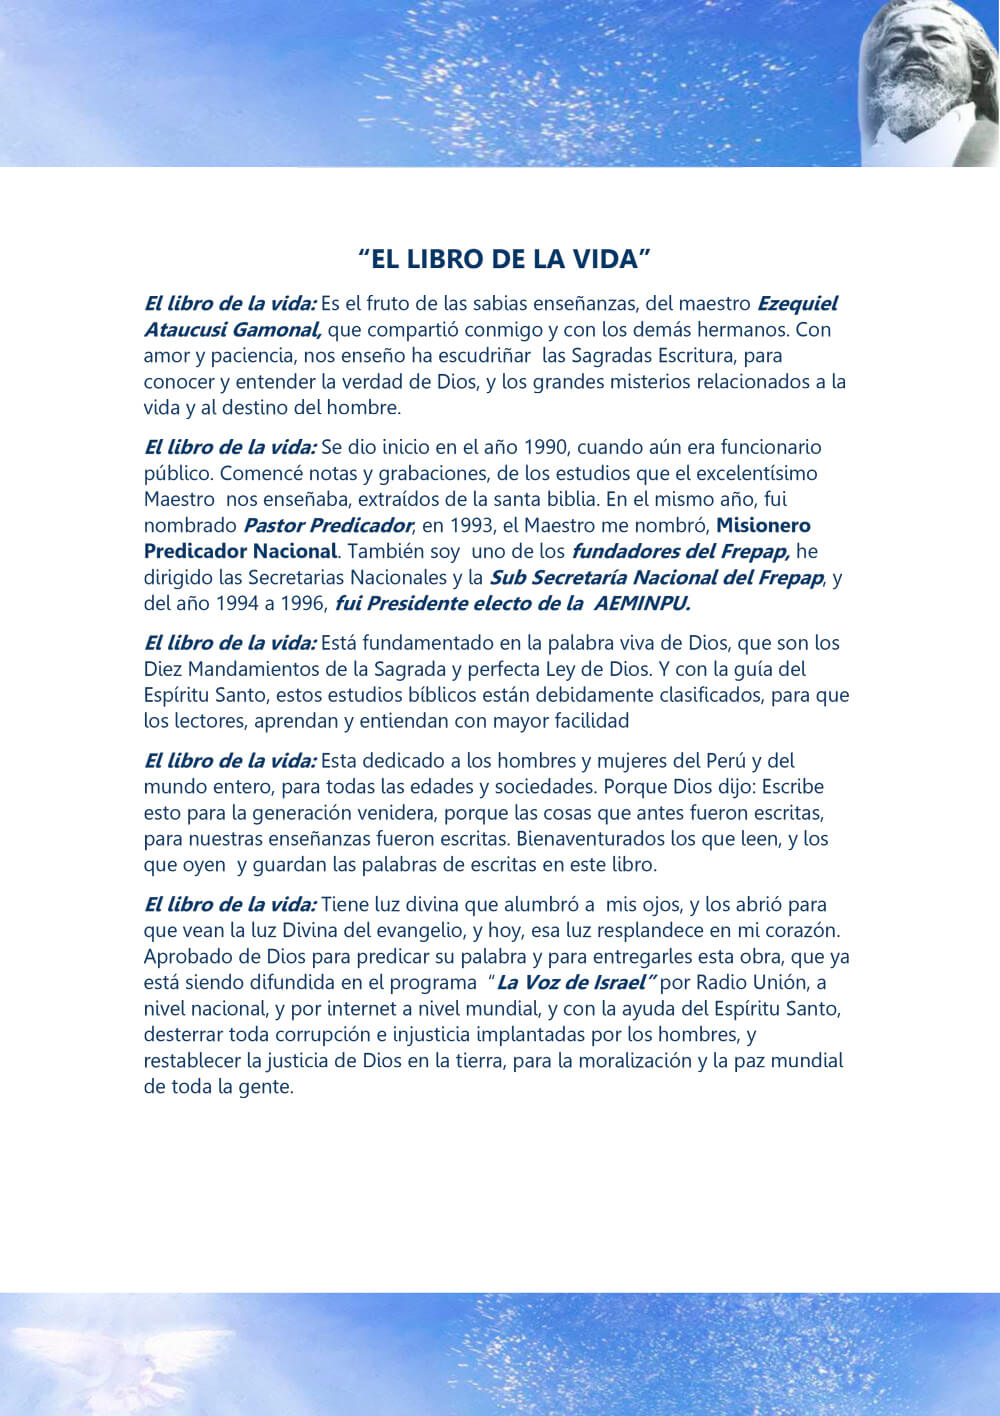 “EL LIBRO DE LA VIDA”
El libro de la vida: Es el fruto de las sabias enseñanzas, del maestro Ezequiel
Ataucusi Gamonal, que compartió conmigo y con los demás hermanos. Con
amor y paciencia, nos enseño ha escudriñar las Sagradas Escritura, para
conocer y entender la verdad de Dios, y los grandes misterios relacionados a la
vida y al destino del hombre.
El libro de la vida: Se dio inicio en el año 1990, cuando aún era funcionario
público. Comencé notas y grabaciones, de los estudios que el excelentísimo
Maestro nos enseñaba, extraídos de la santa biblia. En el mismo año, fui
nombrado Pastor Predicador, en 1993, el Maestro me nombró, Misionero
Predicador Nacional. También soy uno de los fundadores del Frepap, he
dirigido las Secretarias Nacionales y la Sub Secretaría Nacional del Frepap, y
del año 1994 a 1996, fui Presidente electo de la AEMINPU.
El libro de la vida: Está fundamentado en la palabra viva de Dios, que son los
Diez Mandamientos de la Sagrada y perfecta Ley de Dios. Y con la guía del
Espíritu Santo, estos estudios bíblicos están debidamente clasificados, para que
los lectores, aprendan y entiendan con mayor facilidad
El libro de la vida: Esta dedicado a los hombres y mujeres del Perú y del
mundo entero, para todas las edades y sociedades. Porque Dios dijo: Escribe
esto para la generación venidera, porque las cosas que antes fueron escritas,
para nuestras enseñanzas fueron escritas. Bienaventurados los que leen, y los
que oyen y guardan las palabras de escritas en este libro.
El libro de la vida: Tiene luz divina que alumbró a mis ojos, y los abrió para
que vean la luz Divina del evangelio, y hoy, esa luz resplandece en mi corazón.
Aprobado de Dios para predicar su palabra y para entregarles esta obra, que ya
está siendo difundida en el programa “La Voz de Israel” por Radio Unión, a
nivel nacional, y por internet a nivel mundial, y con la ayuda del Espíritu Santo,
desterrar toda corrupción e injusticia implantadas por los hombres, y
restablecer la justicia de Dios en la tierra, para la moralización y la paz mundial
de toda la gente.